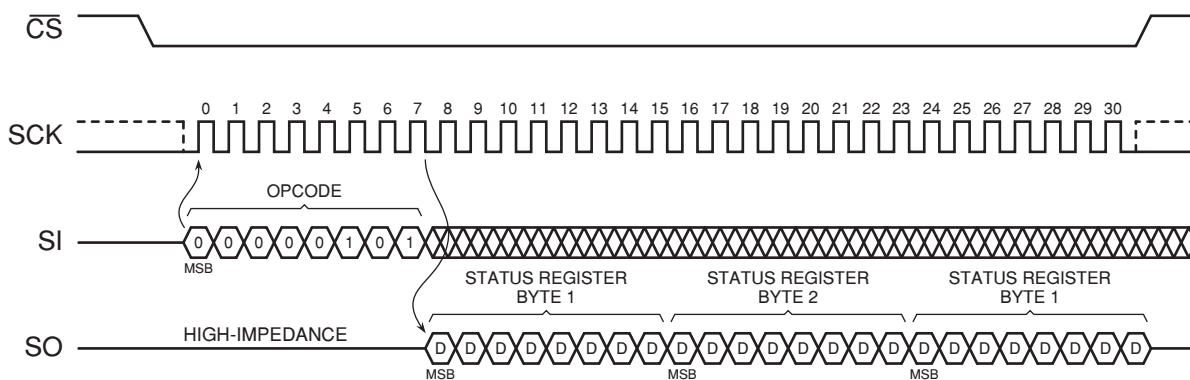 CS
0 1 2 3 4 5 6 7 8 9 10 11 12 13 14 15 16 17 18 19 20 21 22 23 24 25 26 27 28 29 30
SCK
OPCODE
SI 0 0 0 0 0 1 0 1
MSB
STATUS REGISTER BYTE 1
STATUS REGISTER BYTE 2
STATUS REGISTER BYTE 1
HIGH-IMPEDANCE
SO D D D D D D D D D D D D D D D D D D D D D D D D
MSB MSB MSB